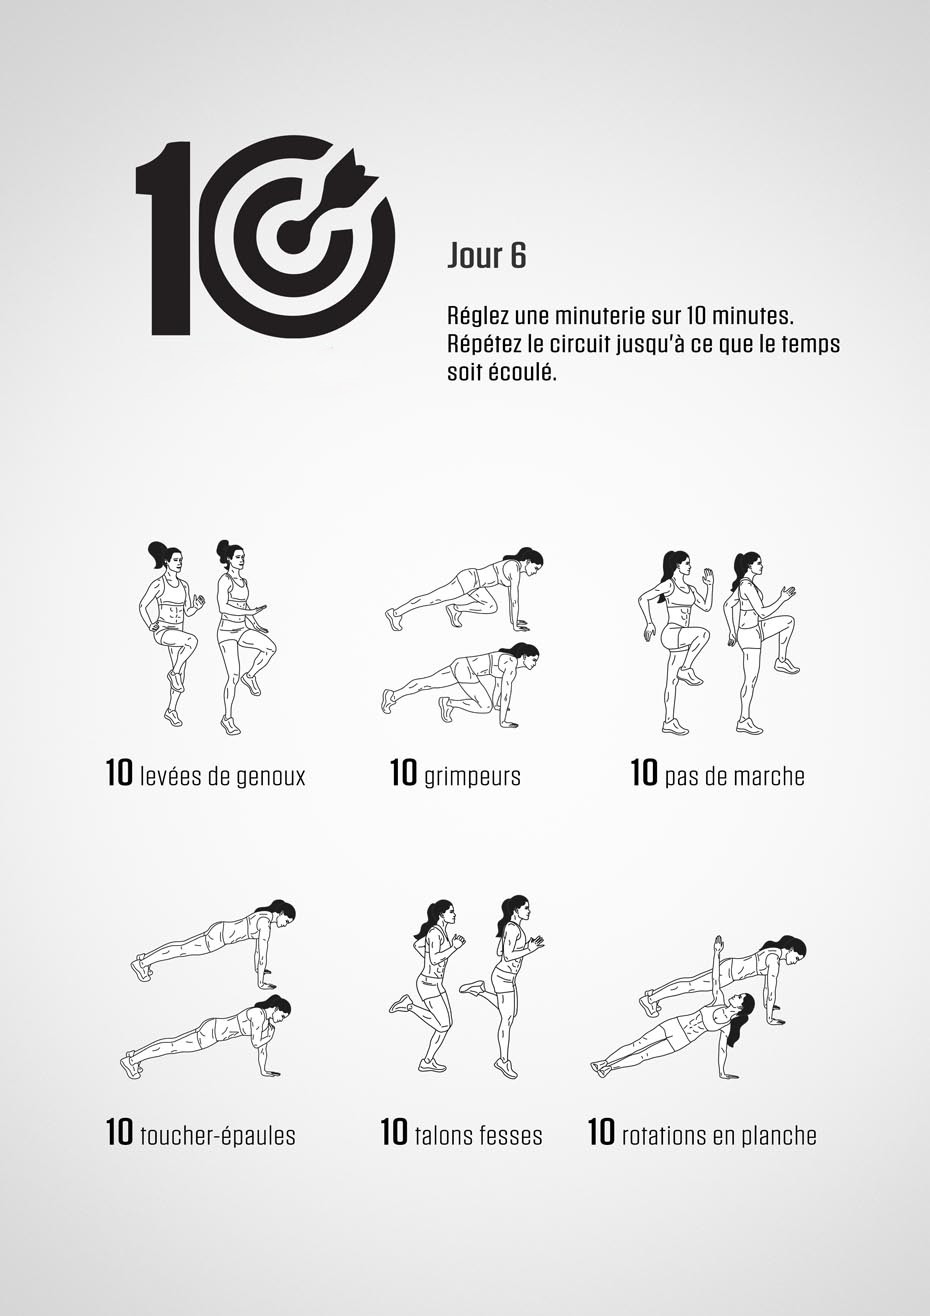 10
Jour 6
Réglez une minuterie sur 10 minutes.
Répétez le circuit jusqu'à ce que le temps
soit écoulé.
10 levées de genoux
10 grimpeurs
10 pas de marche
10 toucher-épaules
10 talons fesses
10 rotations en planche